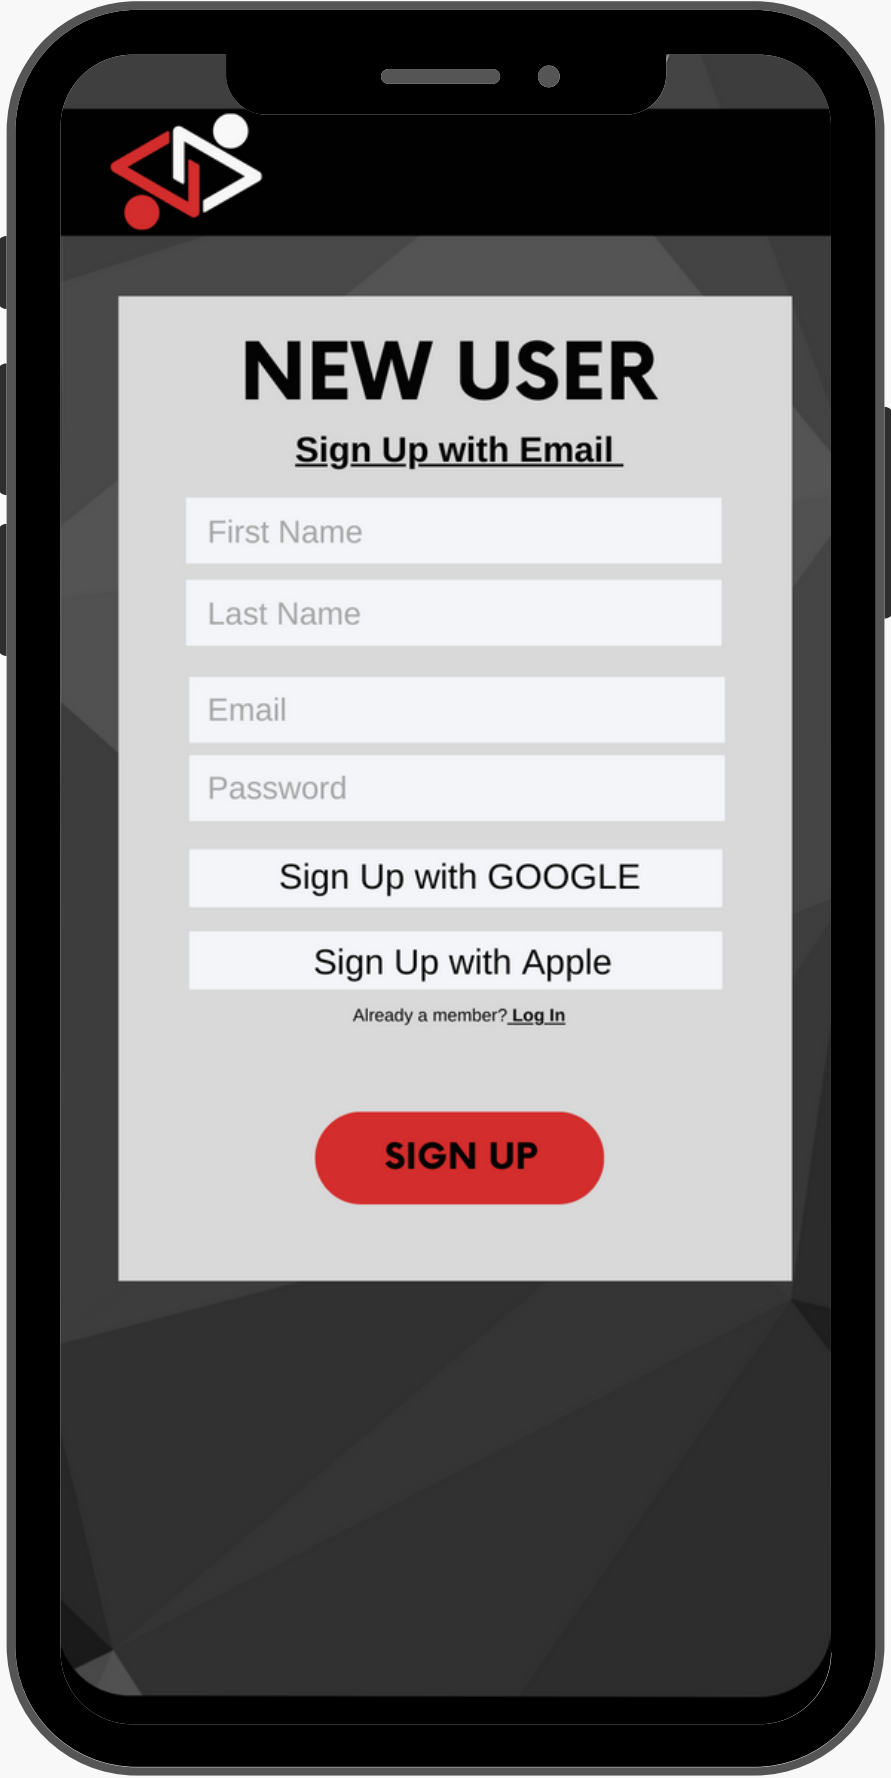 NEW USER
Sign Up with Email
First Name
Last Name
Email
Password
Sign Up with GOOGLE
Sign Up with Apple
Already a member? Log In
SIGN UP